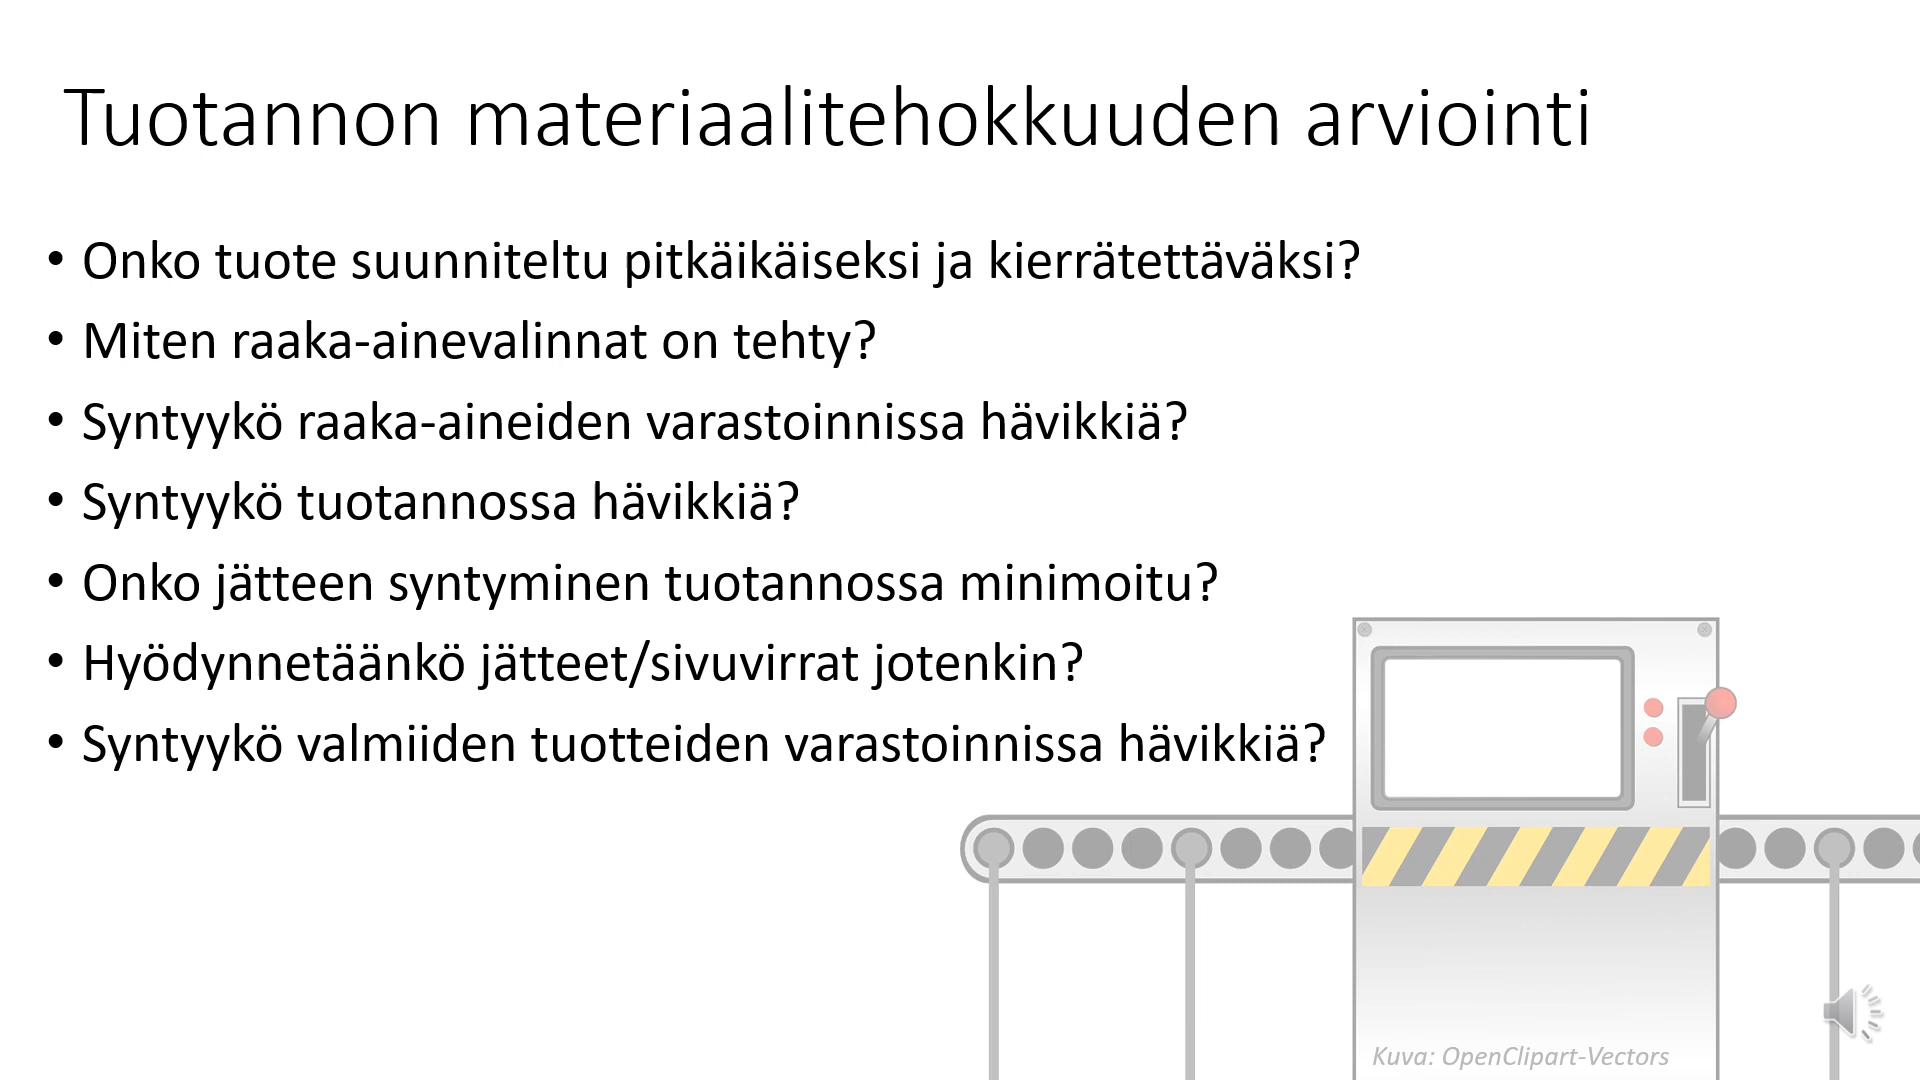 Tuotannon materiaalitehokkuuden arviointi
• Onko tuote suunniteltu pitkäikäiseksi ja kierrätettäväksi?
• Miten raaka-ainevalinnat on tehty?
• Syntyykö raaka-aineiden varastoinnissa hävikkiä?
• Syntyykö tuotannossa hävikkiä?
• Onko jätteen syntyminen tuotannossa minimoitu?
• Hyödynnetäänkö jätteet/sivuvirrat jotenkin?
• Syntyykö valmiiden tuotteiden varastoinnissa hävikkiä?
Kuva: OpenClipart-Vectors